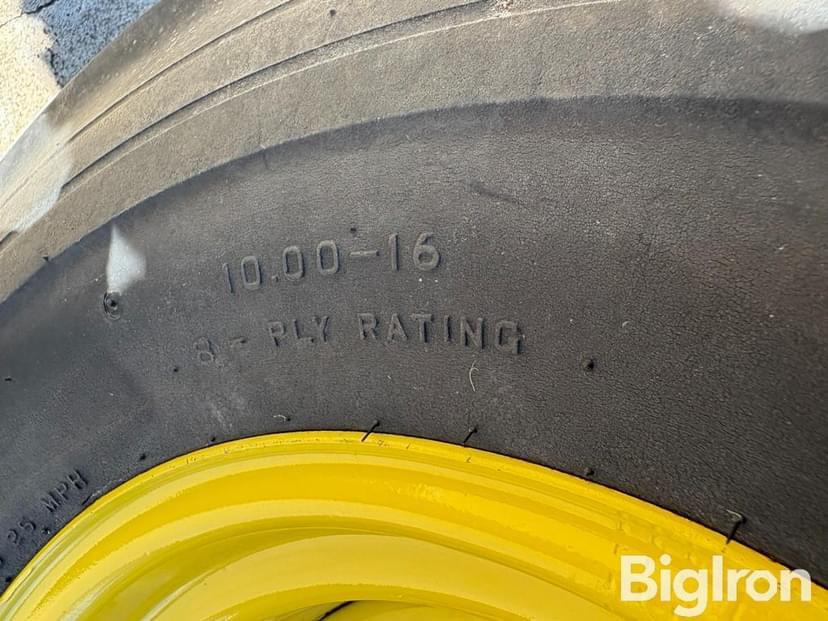 10.00-16
8 - PLY RATING
25 MPH
BigIron